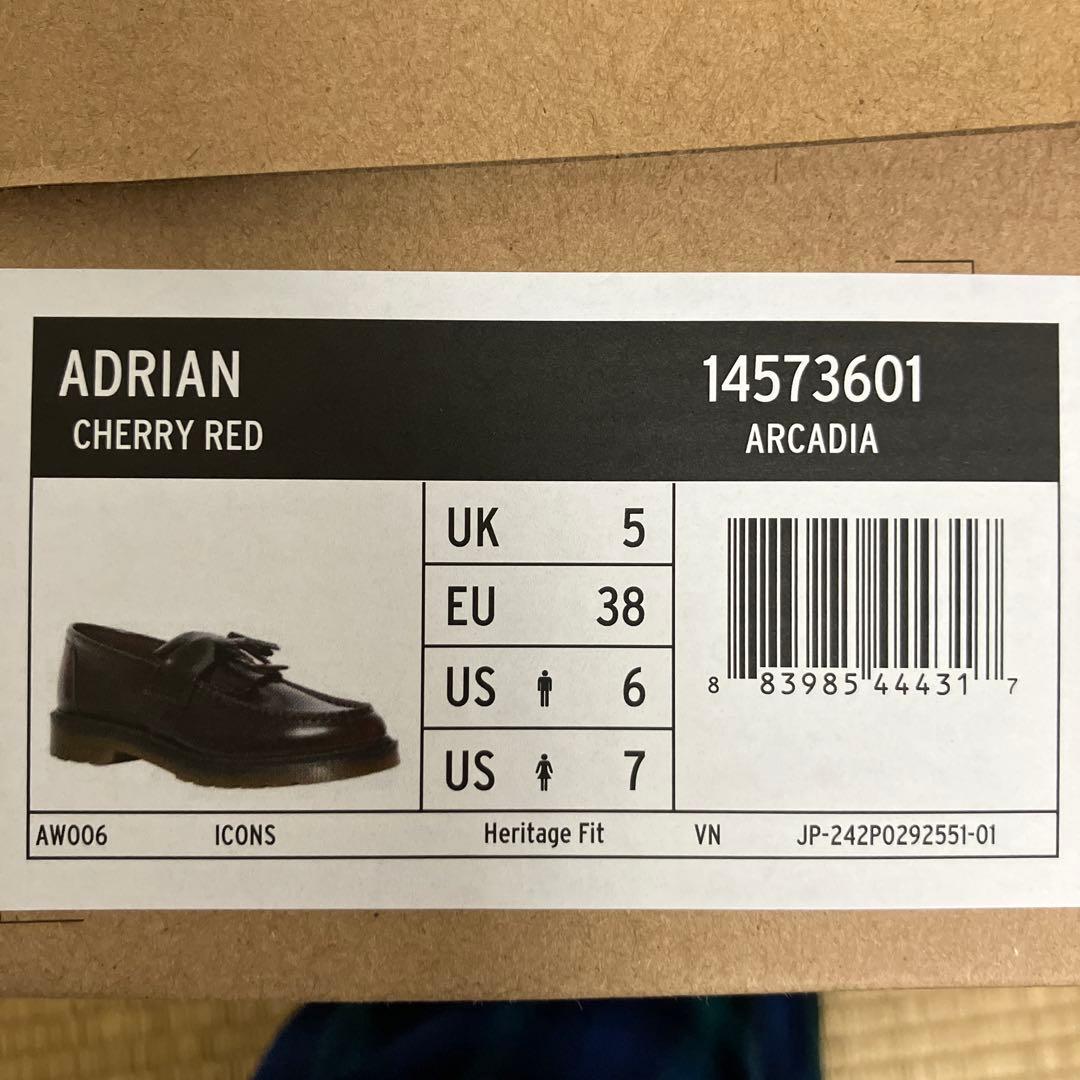 ADRIAN
CHERRY RED
14573601
ARCADIA
UK 5
EU 38
US 6
US 7
8 83985 44431 7
AW006 ICONS Heritage Fit VN JP-242P0292551-01